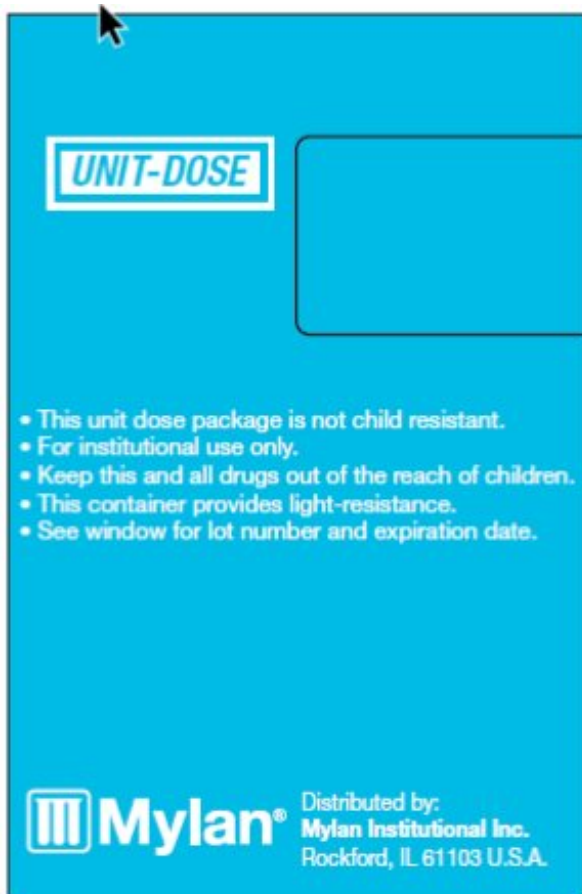 UNIT-DOSE
• This unit dose package is not child resistant.
• For institutional use only.
• Keep this and all drugs out of the reach of children.
• This container provides light-resistance.
• See window for lot number and expiration date.
Mylan®
Distributed by:
Mylan Institutional Inc.
Rockford, IL 61103 U.S.A.